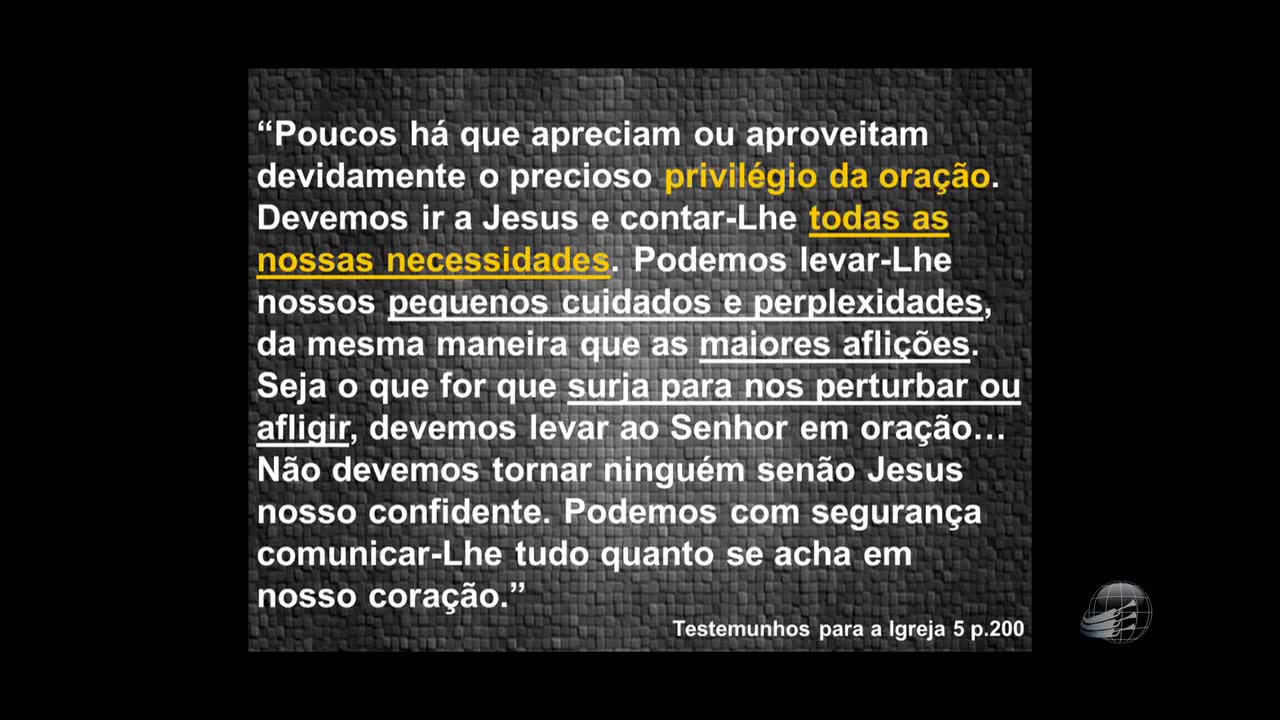 “Poucos há que apreciam ou aproveitam
devidamente o precioso privilégio da oração.
Devemos ir a Jesus e contar-Lhe todas as
nossas necessidades. Podemos levar-Lhe
nossos pequenos cuidados e perplexidades,
da mesma maneira que as maiores aflições.
Seja o que for que surja para nos perturbar ou
afligir, devemos levar ao Senhor em oração…
Não devemos tornar ninguém senão Jesus
nosso confidente. Podemos com segurança
comunicar-Lhe tudo quanto se acha em
nosso coração.”
Testemunhos para a Igreja 5 p.200